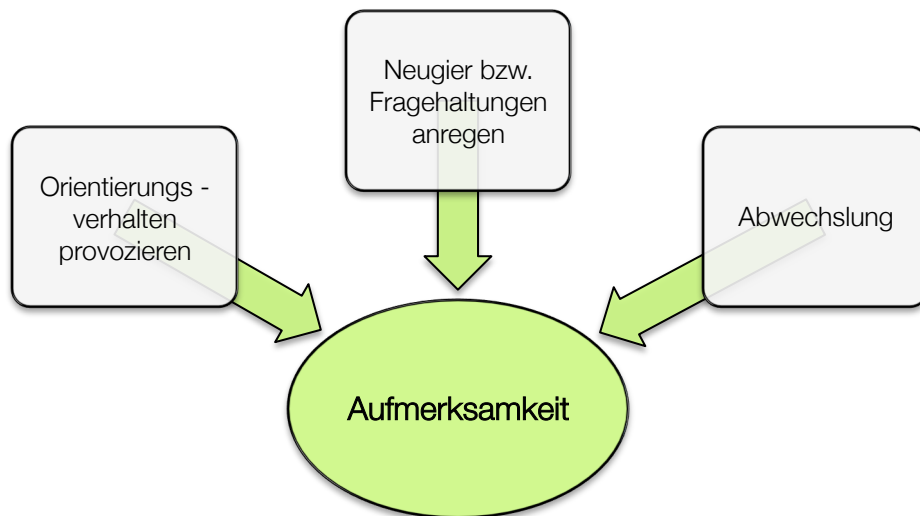 Neugier bzw.
Fragehaltungen
anregen
Orientierungs -
verhalten
provozieren
Abwechslung
Aufmerksamkeit